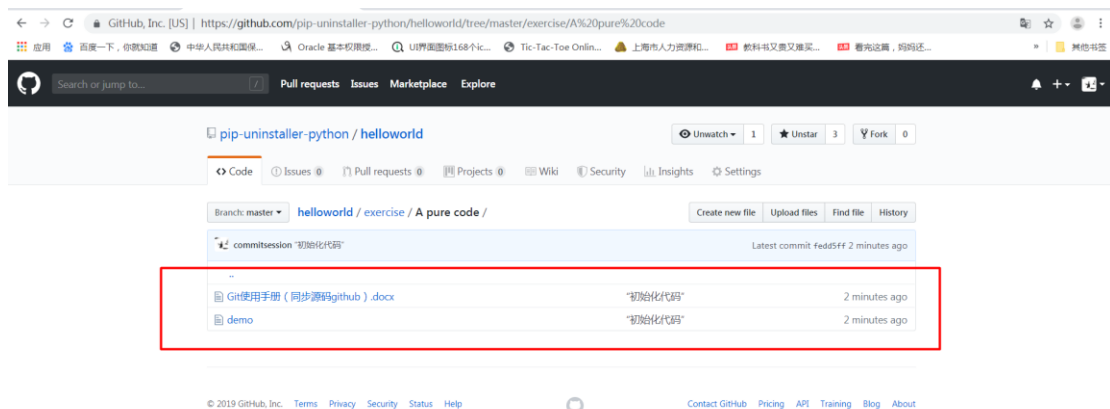 GitHub, Inc. [US] | https://github.com/pip-uninstaller-python/helloworld/tree/master/exercise/A%20pure%20code
应用 百度一下，你就知道 中华人民共和国保... Oracle 基本权限授... UI界面图标168个ic... Tic-Tac-Toe Onlin... 上海市人力资源和... 教科书又贵又难买... 看完这篇，妈妈还... » 其他书签
Search or jump to... / Pull requests Issues Marketplace Explore
pip-uninstaller-python / helloworld Unwatch 1 Unstar 3 Fork 0
Code Issues 0 Pull requests 0 Projects 0 Wiki Security Insights Settings
Branch: master helloworld / exercise / A pure code / Create new file Upload files Find file History
commitsession "初始化代码" Latest commit fedd5ff 2 minutes ago
..
Git使用手册（同步源码github）.docx "初始化代码" 2 minutes ago
demo "初始化代码" 2 minutes ago
© 2019 GitHub, Inc. Terms Privacy Security Status Help Contact GitHub Pricing API Training Blog About